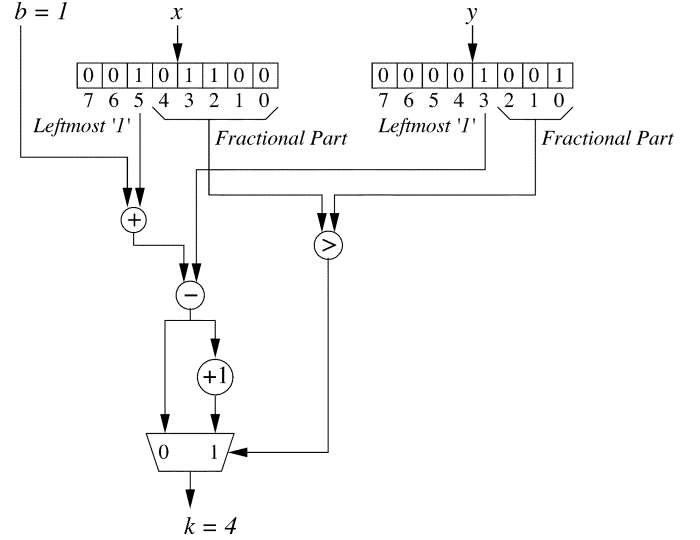 b = 1 x y
0 0 1 0 1 1 0 0 0 0 0 0 1 0 0 1
7 6 5 4 3 2 1 0 7 6 5 4 3 2 1 0
Leftmost '1' Fractional Part Leftmost '1' Fractional Part
+
>
−
+1
0 1
k = 4